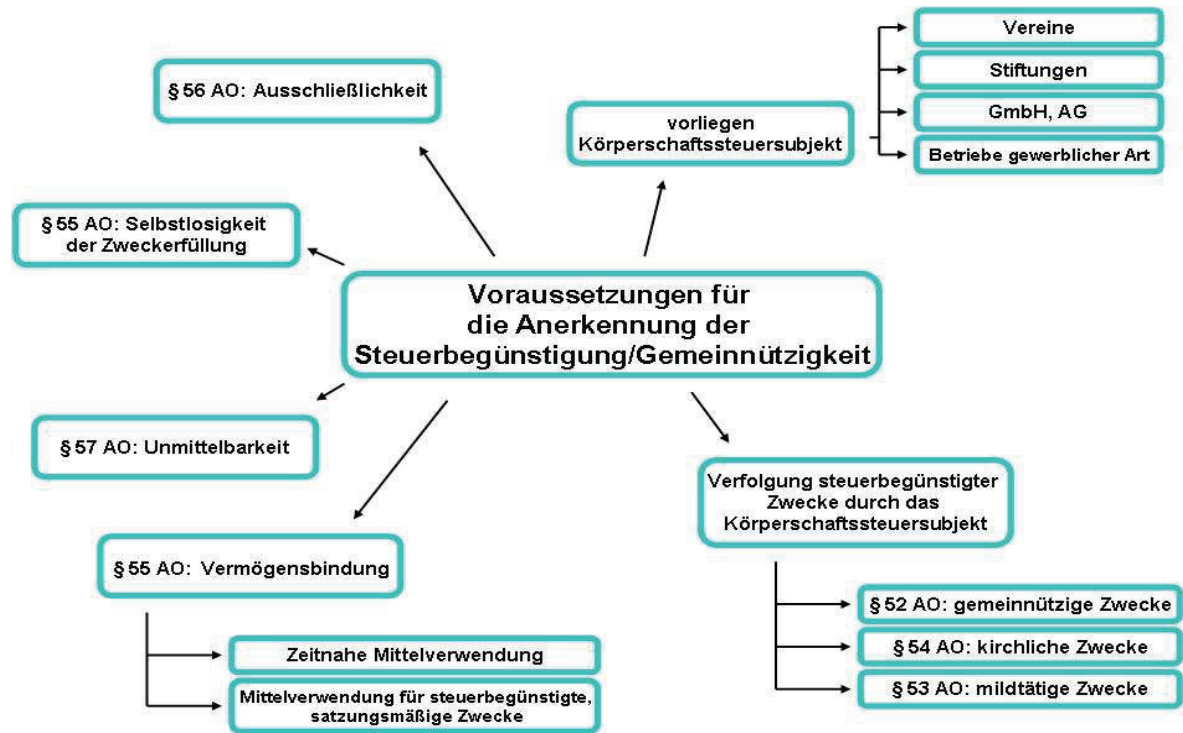 Vereine
Stiftungen
GmbH, AG
Betriebe gewerblicher Art
vorliegen
Körperschaftssteuersubjekt
§ 56 AO: Ausschließlichkeit
§ 55 AO: Selbstlosigkeit
der Zweckerfüllung
Voraussetzungen für
die Anerkennung der
Steuerbegünstigung/Gemeinnützigkeit
§ 57 AO: Unmittelbarkeit
§ 55 AO: Vermögensbindung
Zeitnahe Mittelverwendung
Mittelverwendung für steuerbegünstigte,
satzungsmäßige Zwecke
Verfolgung steuerbegünstigter
Zwecke durch das
Körperschaftssteuersubjekt
§ 52 AO: gemeinnützige Zwecke
§ 54 AO: kirchliche Zwecke
§ 53 AO: mildtätige Zwecke